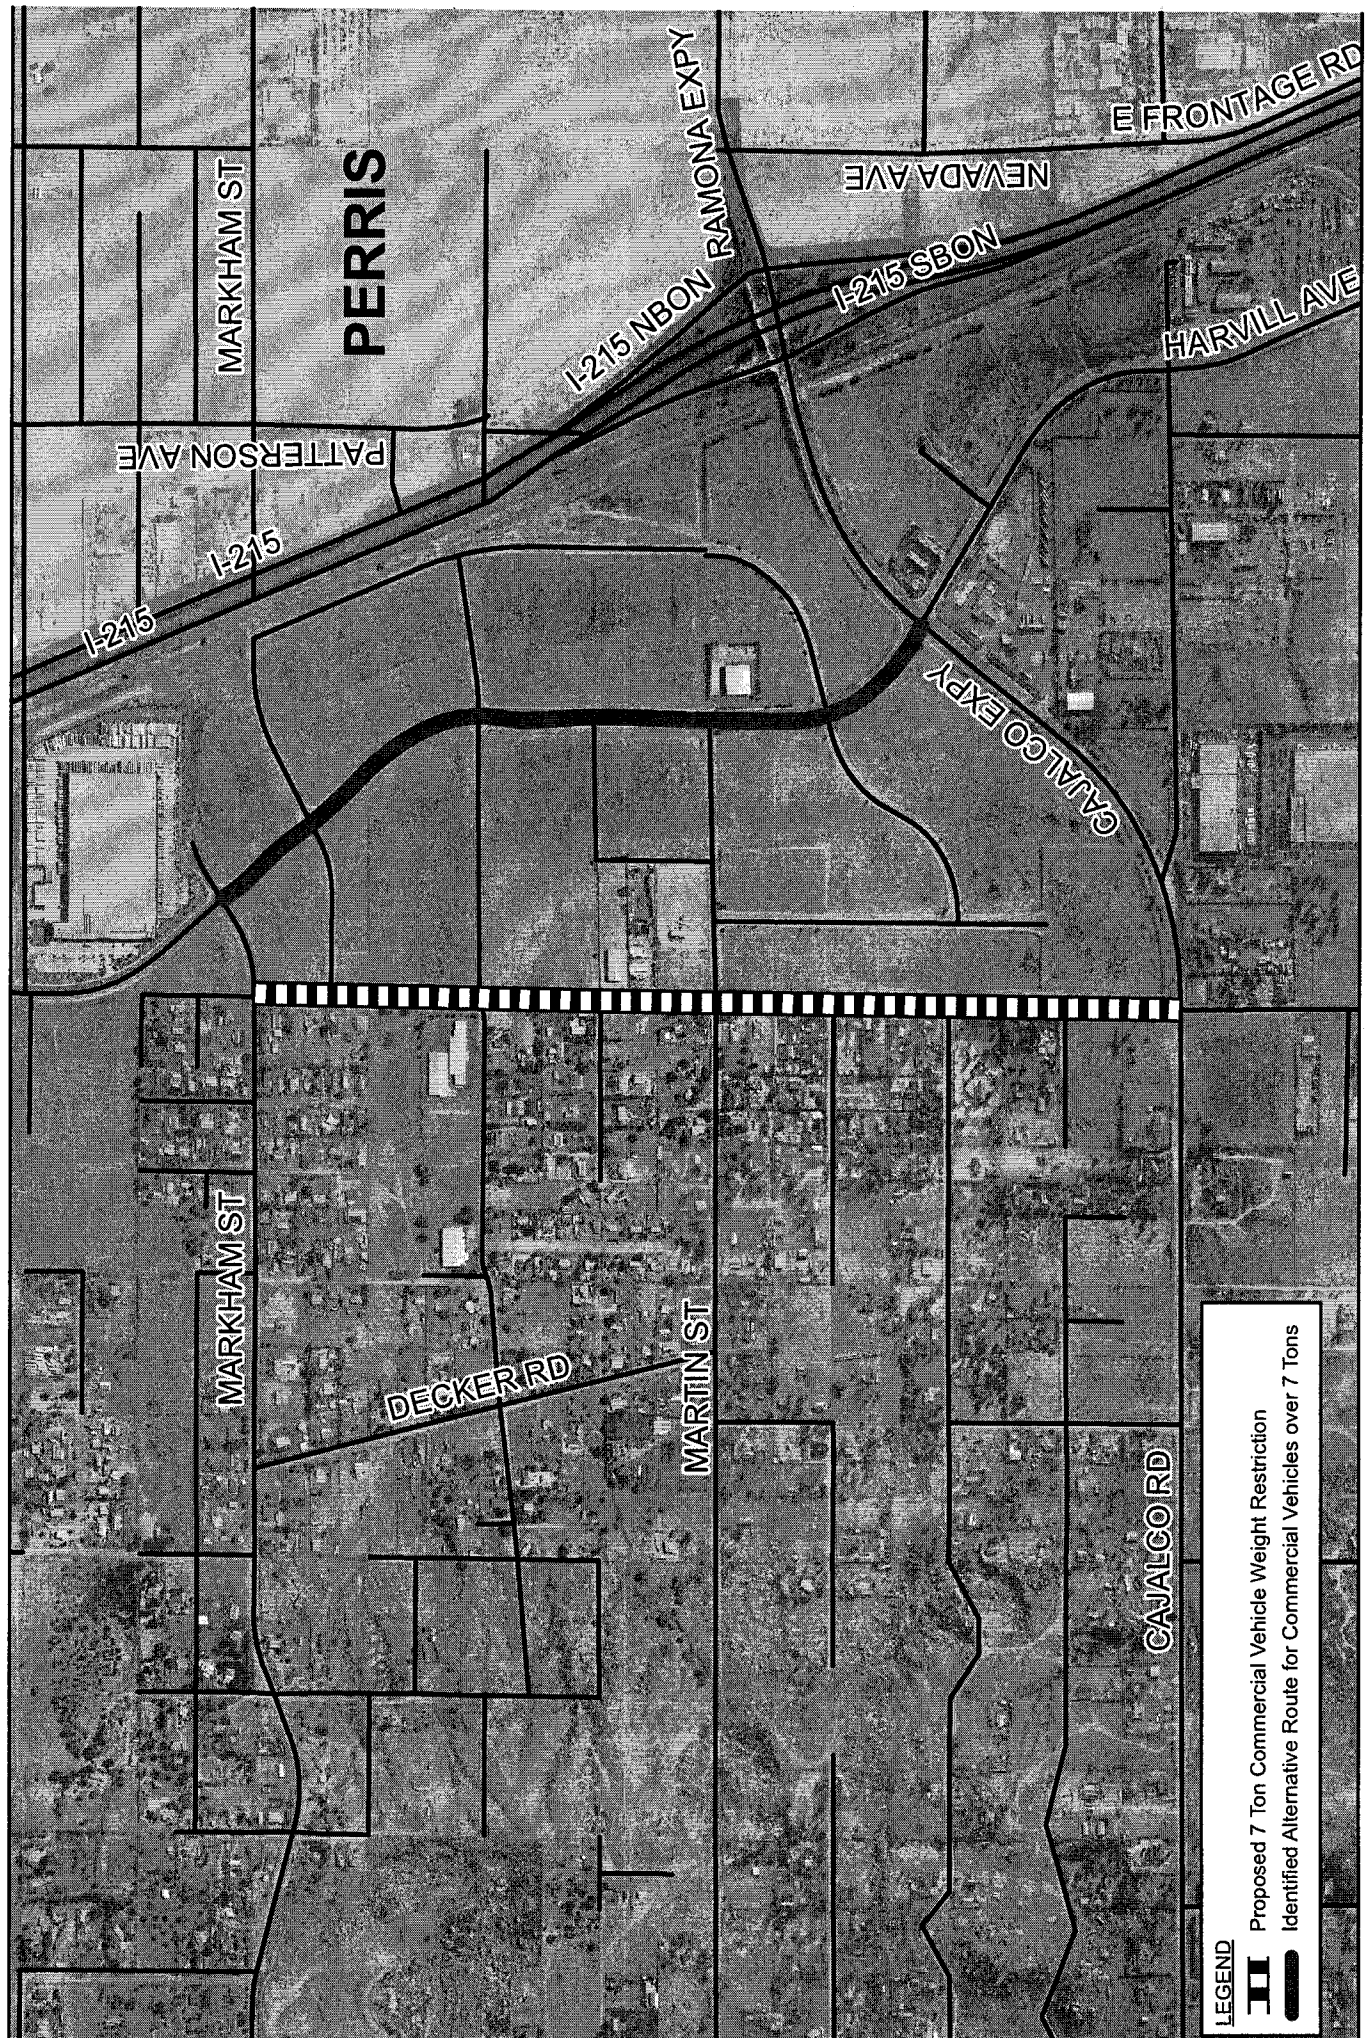 MARKHAM ST
PERRIS
RAMONA EXPY
E FRONTAGE RD
NEVADA AVE
PATTERSON AVE
I-215 NBON
I-215 SBON
HARVILL AVE
I-215
I-215
CAJALCO EXPY
MARKHAM ST
DECKER RD
MARTIN ST
CAJALCO RD
LEGEND
Proposed 7 Ton Commercial Vehicle Weight Restriction
Identified Alternative Route for Commercial Vehicles over 7 Tons